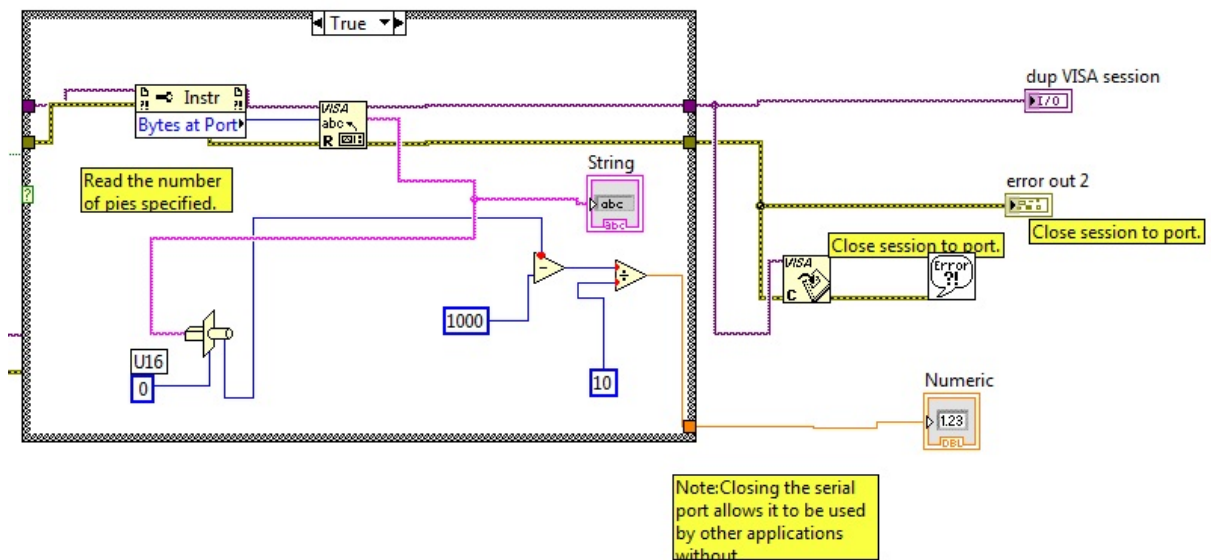 True
dup VISA session
I/O
?! Instr ?!
Bytes at Port
VISA
abc
R
Read the number
of pies specified.
String
abc
abc
?
error out 2
Close session to port.
Close session to port.
VISA
C
Error
?!
-
÷
1000
U16
0
10
Numeric
1.23
DBL
Note:Closing the serial
port allows it to be used
by other applications
without